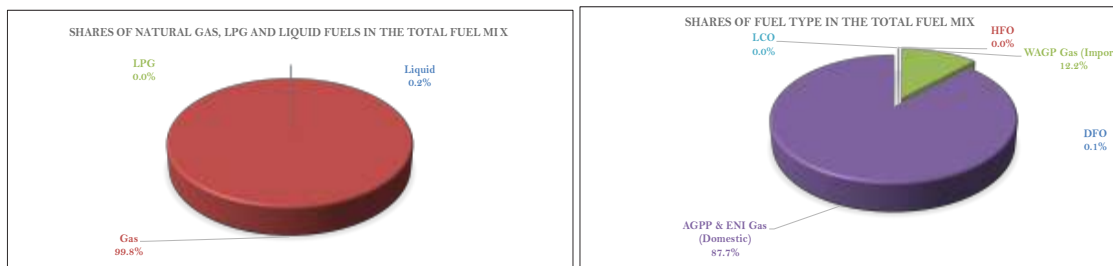 SHARES OF NATURAL GAS, LPG AND LIQUID FUELS IN THE TOTAL FUEL MIX
LPG
0.0%
Liquid
0.2%
Gas
99.8%
SHARES OF FUEL TYPE IN THE TOTAL FUEL MIX
LCO
0.0%
HFO
0.0%
WAGP Gas (Impor
12.2%
DFO
0.1%
AGPP & ENI Gas
(Domestic)
87.7%